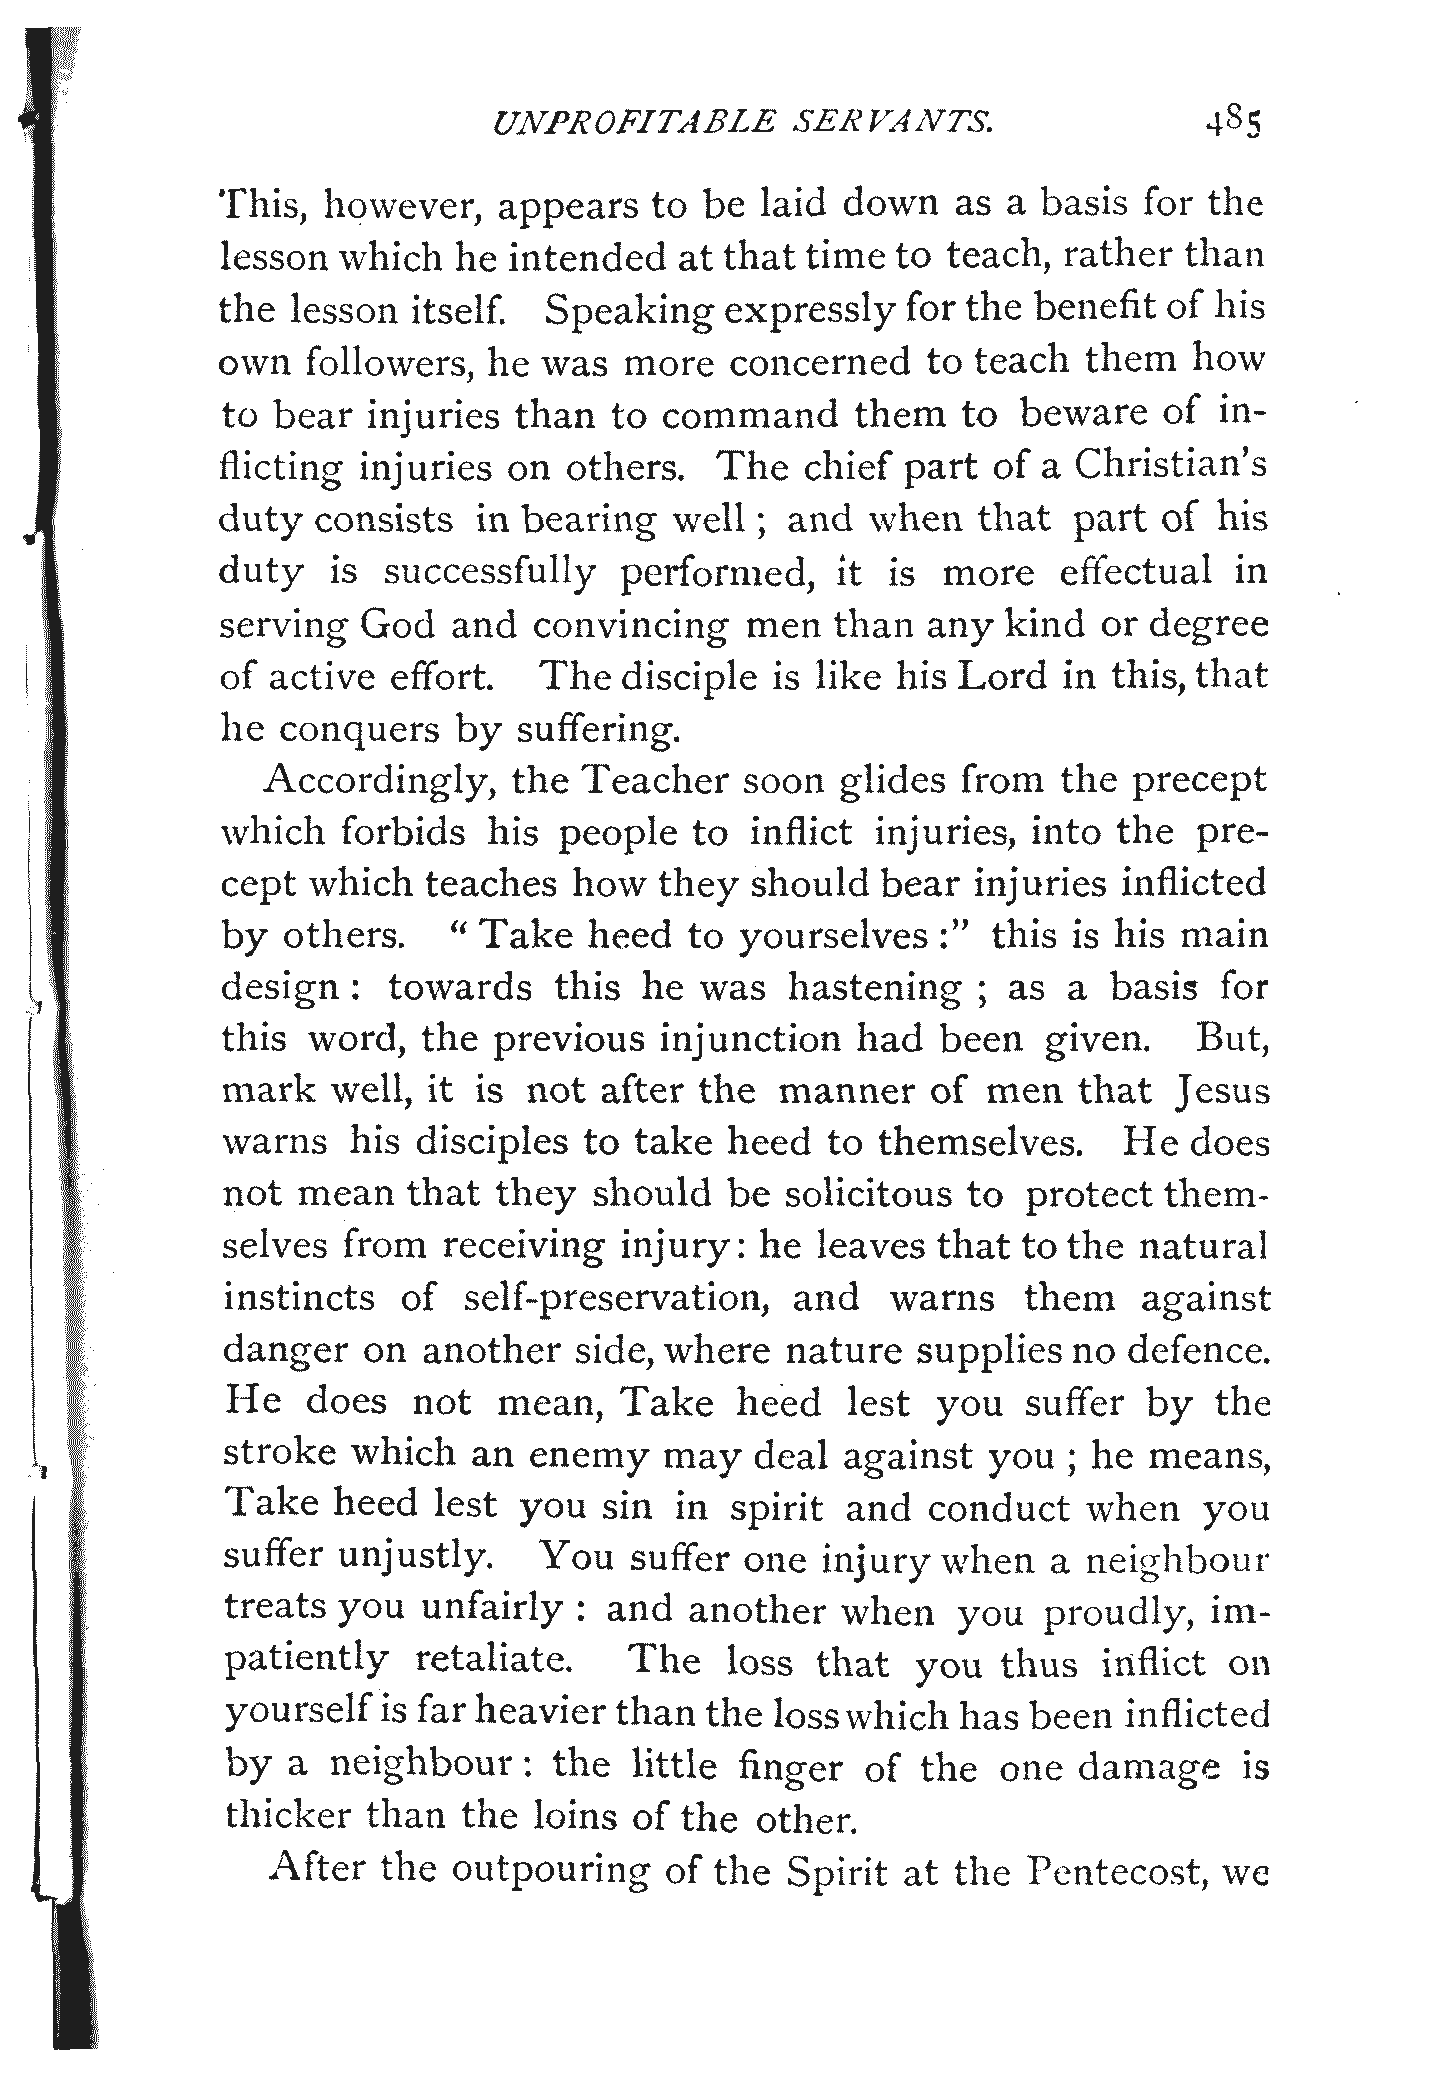 UNPROFITABLE SERVANTS. 485
This, however, appears to be laid down as a basis for the
lesson which he intended at that time to teach, rather than
the lesson itself. Speaking expressly for the benefit of his
own followers, he was more concerned to teach them how
to bear injuries than to command them to beware of in-
flicting injuries on others. The chief part of a Christian's
duty consists in bearing well ; and when that part of his
duty is successfully performed, it is more effectual in
serving God and convincing men than any kind or degree
of active effort. The disciple is like his Lord in this, that
he conquers by suffering.
Accordingly, the Teacher soon glides from the precept
which forbids his people to inflict injuries, into the pre-
cept which teaches how they should bear injuries inflicted
by others. “ Take heed to yourselves :” this is his main
design : towards this he was hastening ; as a basis for
this word, the previous injunction had been given. But,
mark well, it is not after the manner of men that Jesus
warns his disciples to take heed to themselves. He does
not mean that they should be solicitous to protect them-
selves from receiving injury: he leaves that to the natural
instincts of self-preservation, and warns them against
danger on another side, where nature supplies no defence.
He does not mean, Take heed lest you suffer by the
stroke which an enemy may deal against you ; he means,
Take heed lest you sin in spirit and conduct when you
suffer unjustly. You suffer one injury when a neighbour
treats you unfairly : and another when you proudly, im-
patiently retaliate. The loss that you thus inflict on
yourself is far heavier than the loss which has been inflicted
by a neighbour : the little finger of the one damage is
thicker than the loins of the other.
After the outpouring of the Spirit at the Pentecost, we